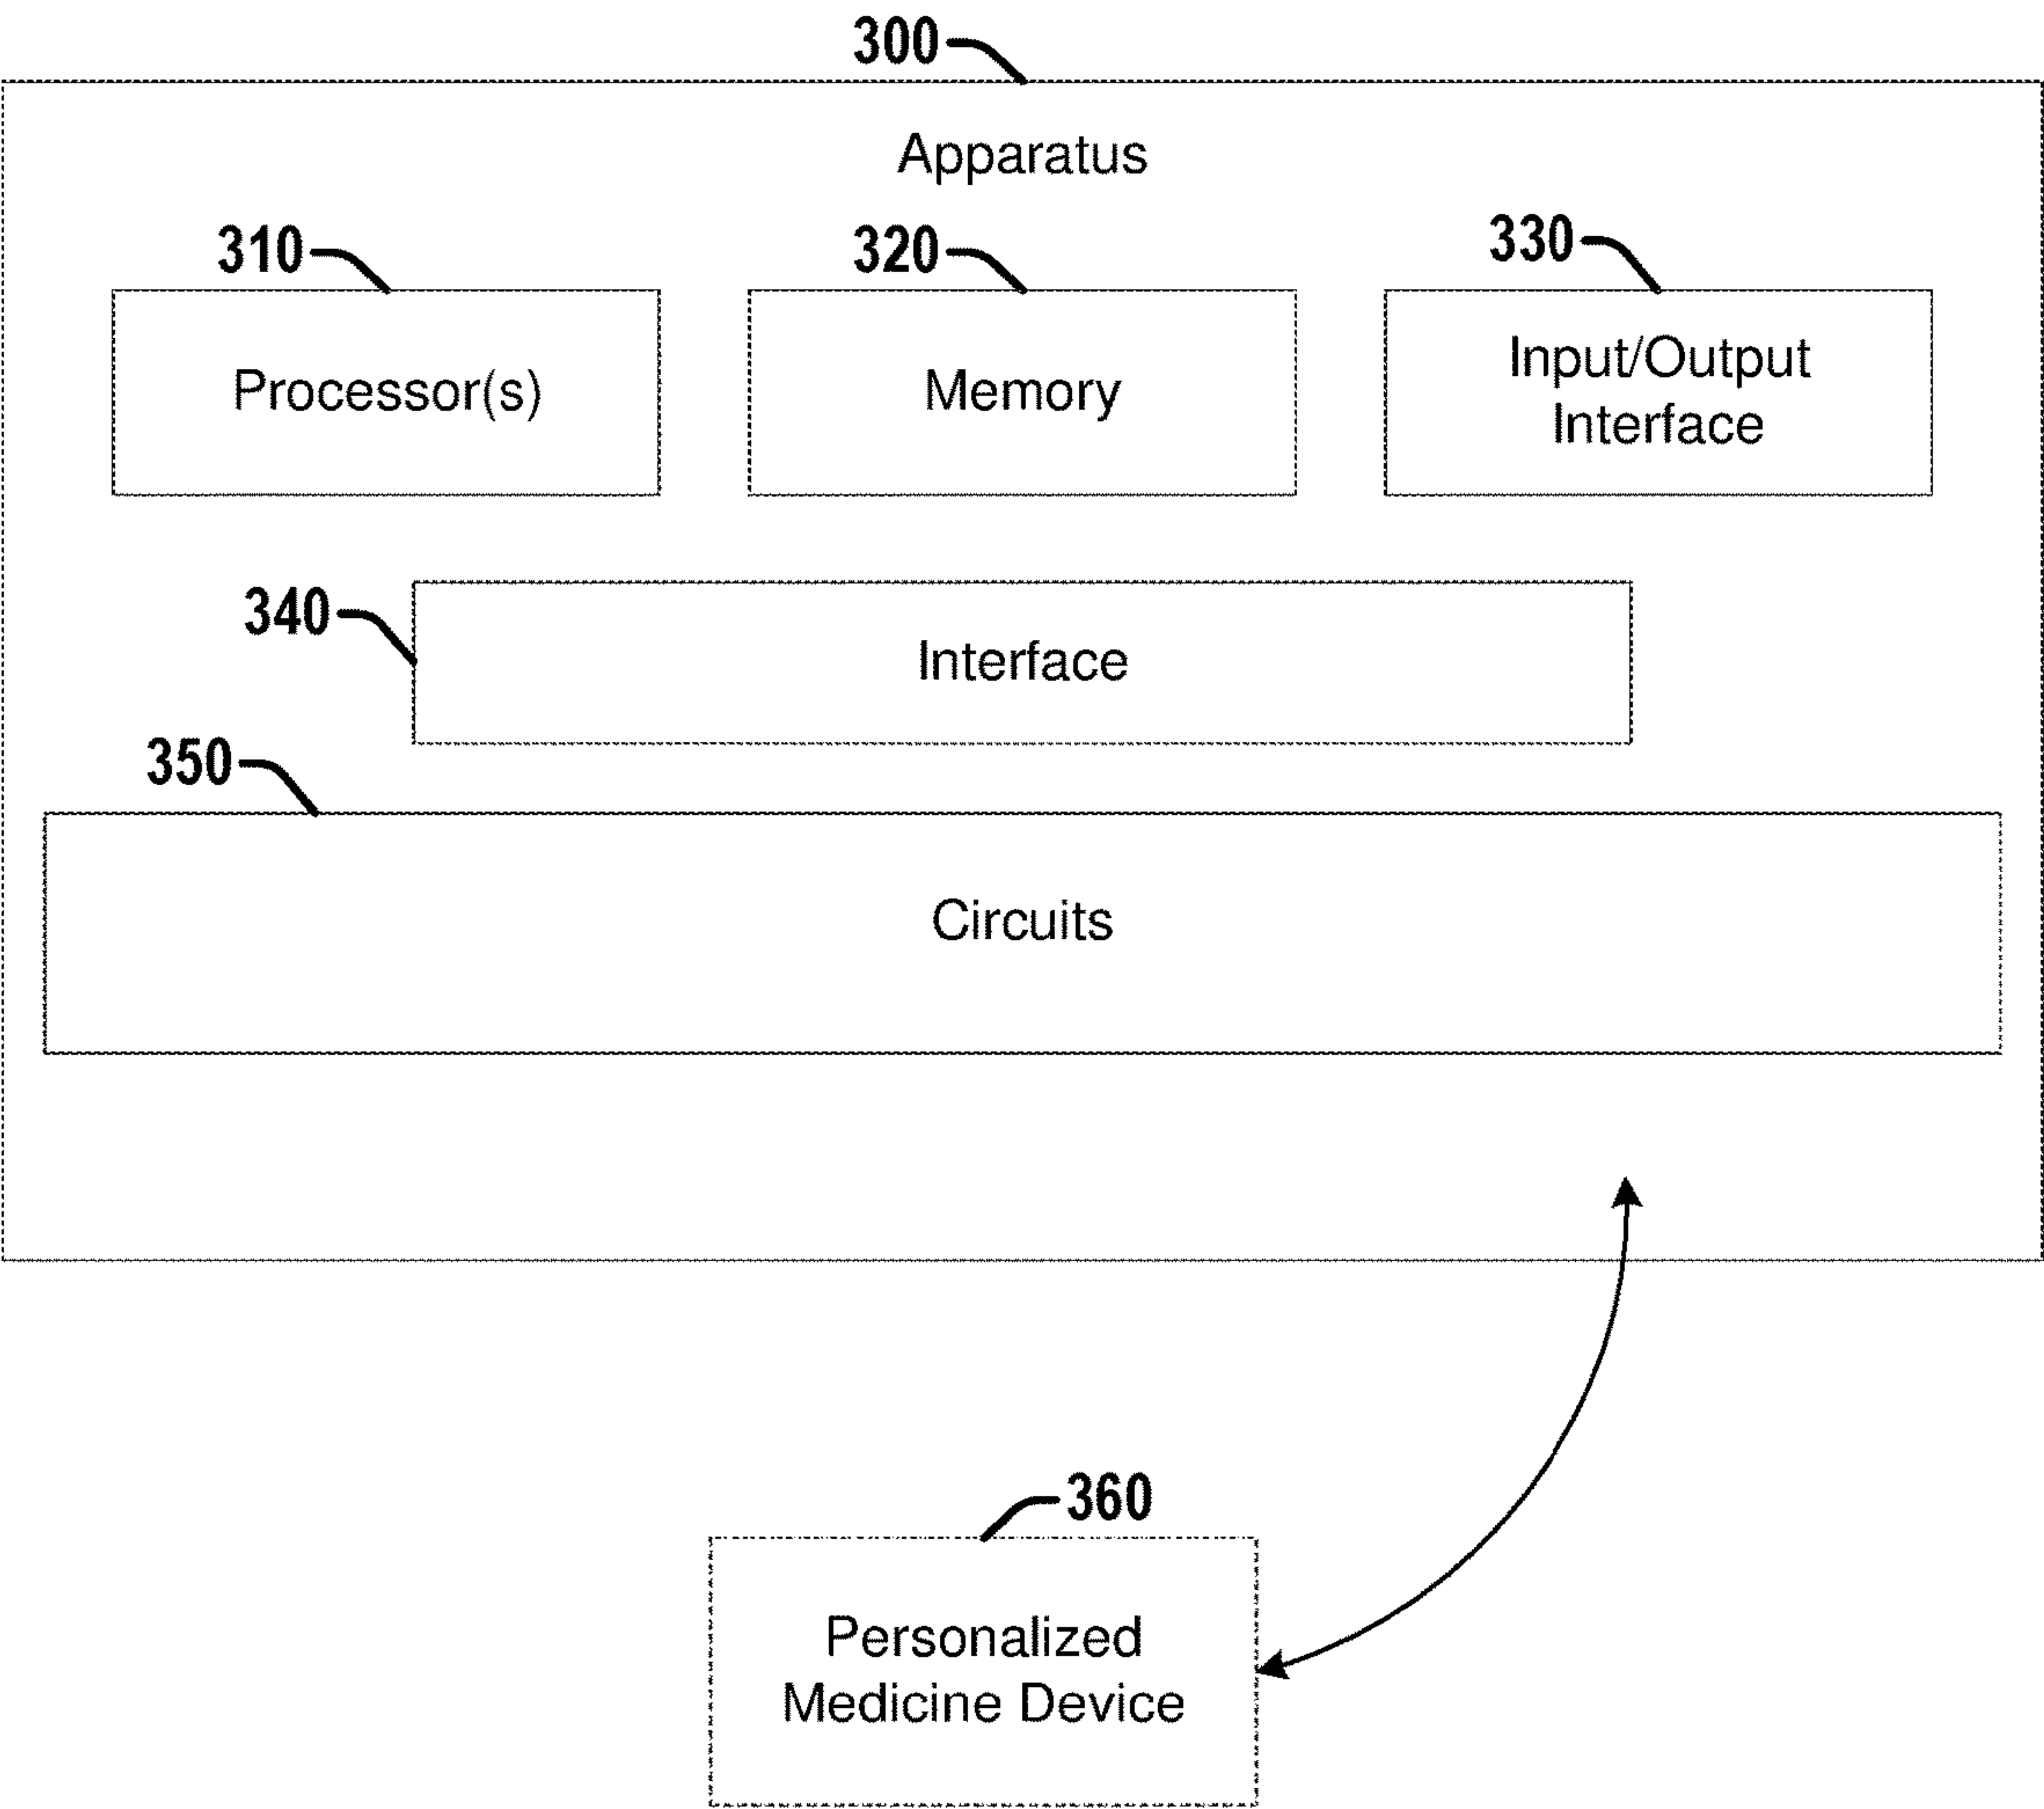 300
Apparatus
310
320
330
Processor(s)
Memory
Input/Output
Interface
340
Interface
350
Circuits
360
Personalized
Medicine Device